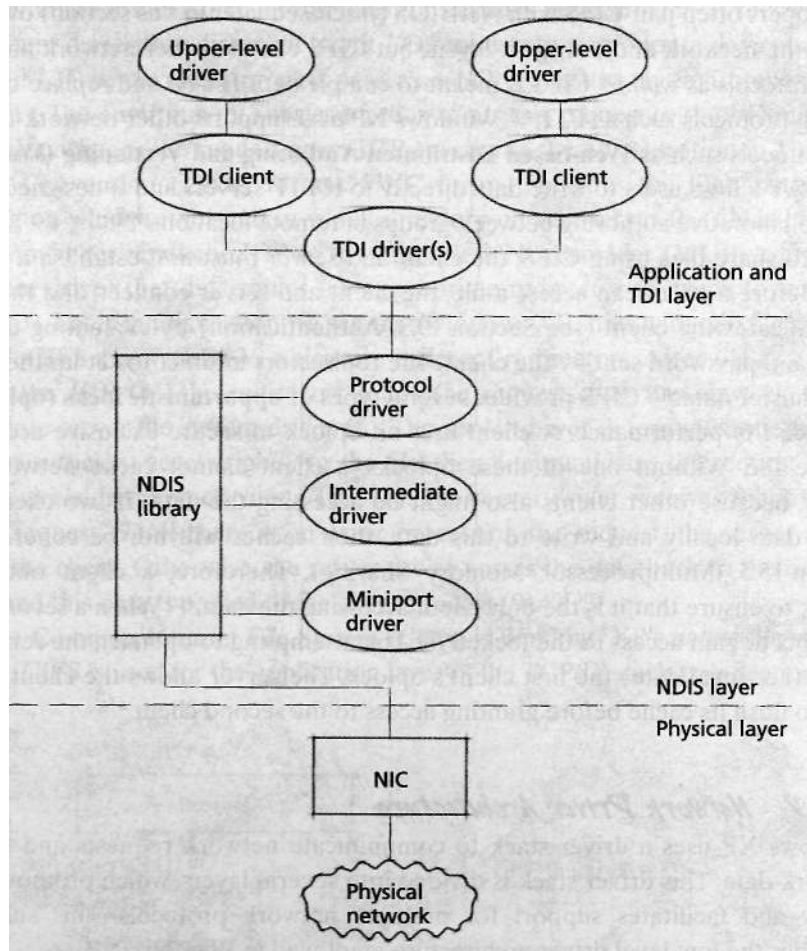 Upper-level
driver
Upper-level
driver
TDI client
TDI client
TDI driver(s)
Application and
TDI layer
Protocol
driver
NDIS
library
Intermediate
driver
Miniport
driver
NDIS layer
Physical layer
NIC
Physical
network